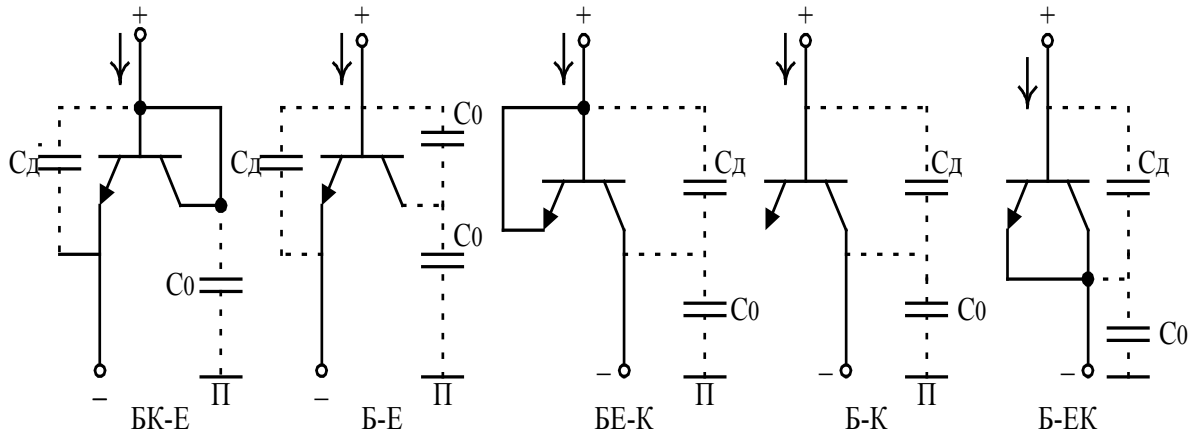 + + + + +
C0
Cд Cд Cд Cд Cд
C0
C0 C0 C0 C0
– – – – –
П П П П П
БК-Е Б-Е БЕ-К Б-К Б-ЕК